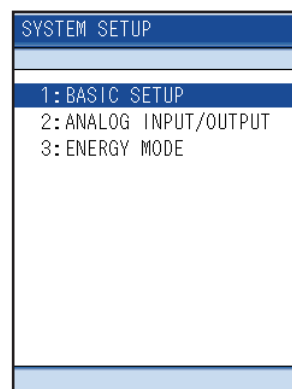 SYSTEM SETUP
1:BASIC SETUP
2:ANALOG INPUT/OUTPUT
3:ENERGY MODE